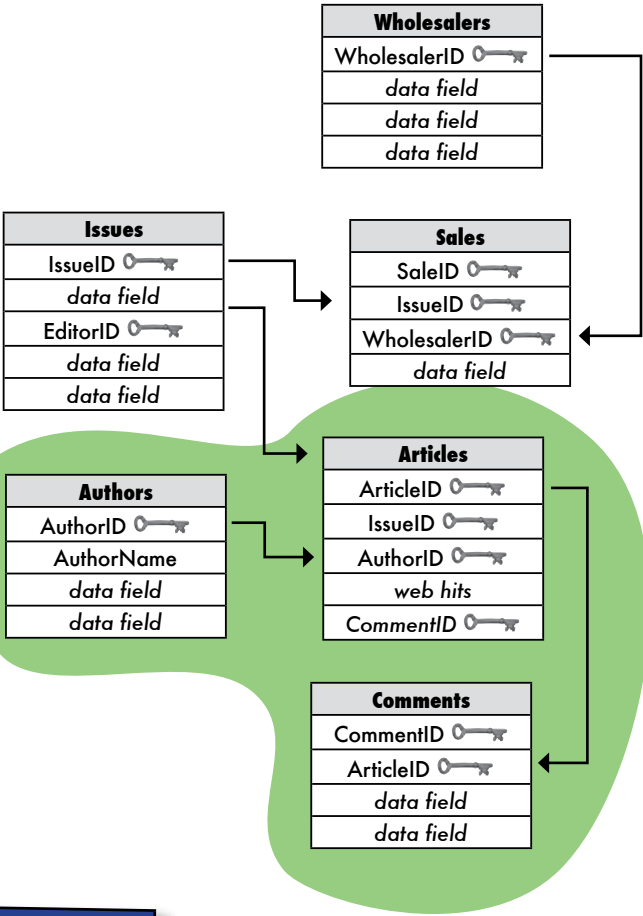 Wholesalers
WholesalerID
data field
data field
data field
Issues
IssueID
data field
EditorID
data field
data field
Sales
SaleID
IssueID
WholesalerID
data field
Authors
AuthorID
AuthorName
data field
data field
Articles
ArticleID
IssueID
AuthorID
web hits
CommentID
Comments
CommentID
ArticleID
data field
data field